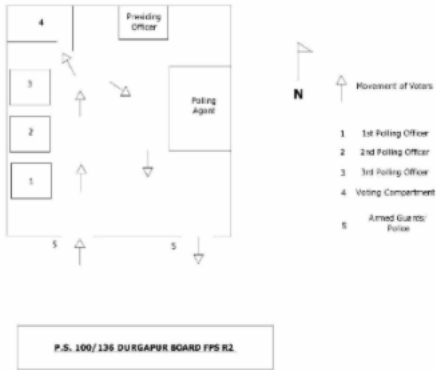 4
Presiding
Officer
3
Polling
Agent
2
1
5
5
N
Movement of Voters
1 1st Polling Officer
2 2nd Polling Officer
3 3rd Polling Officer
4 Voting Compartment
5 Armed Guards/
Police
P.S. 100/136 DURGAPUR BOARD FPS R2